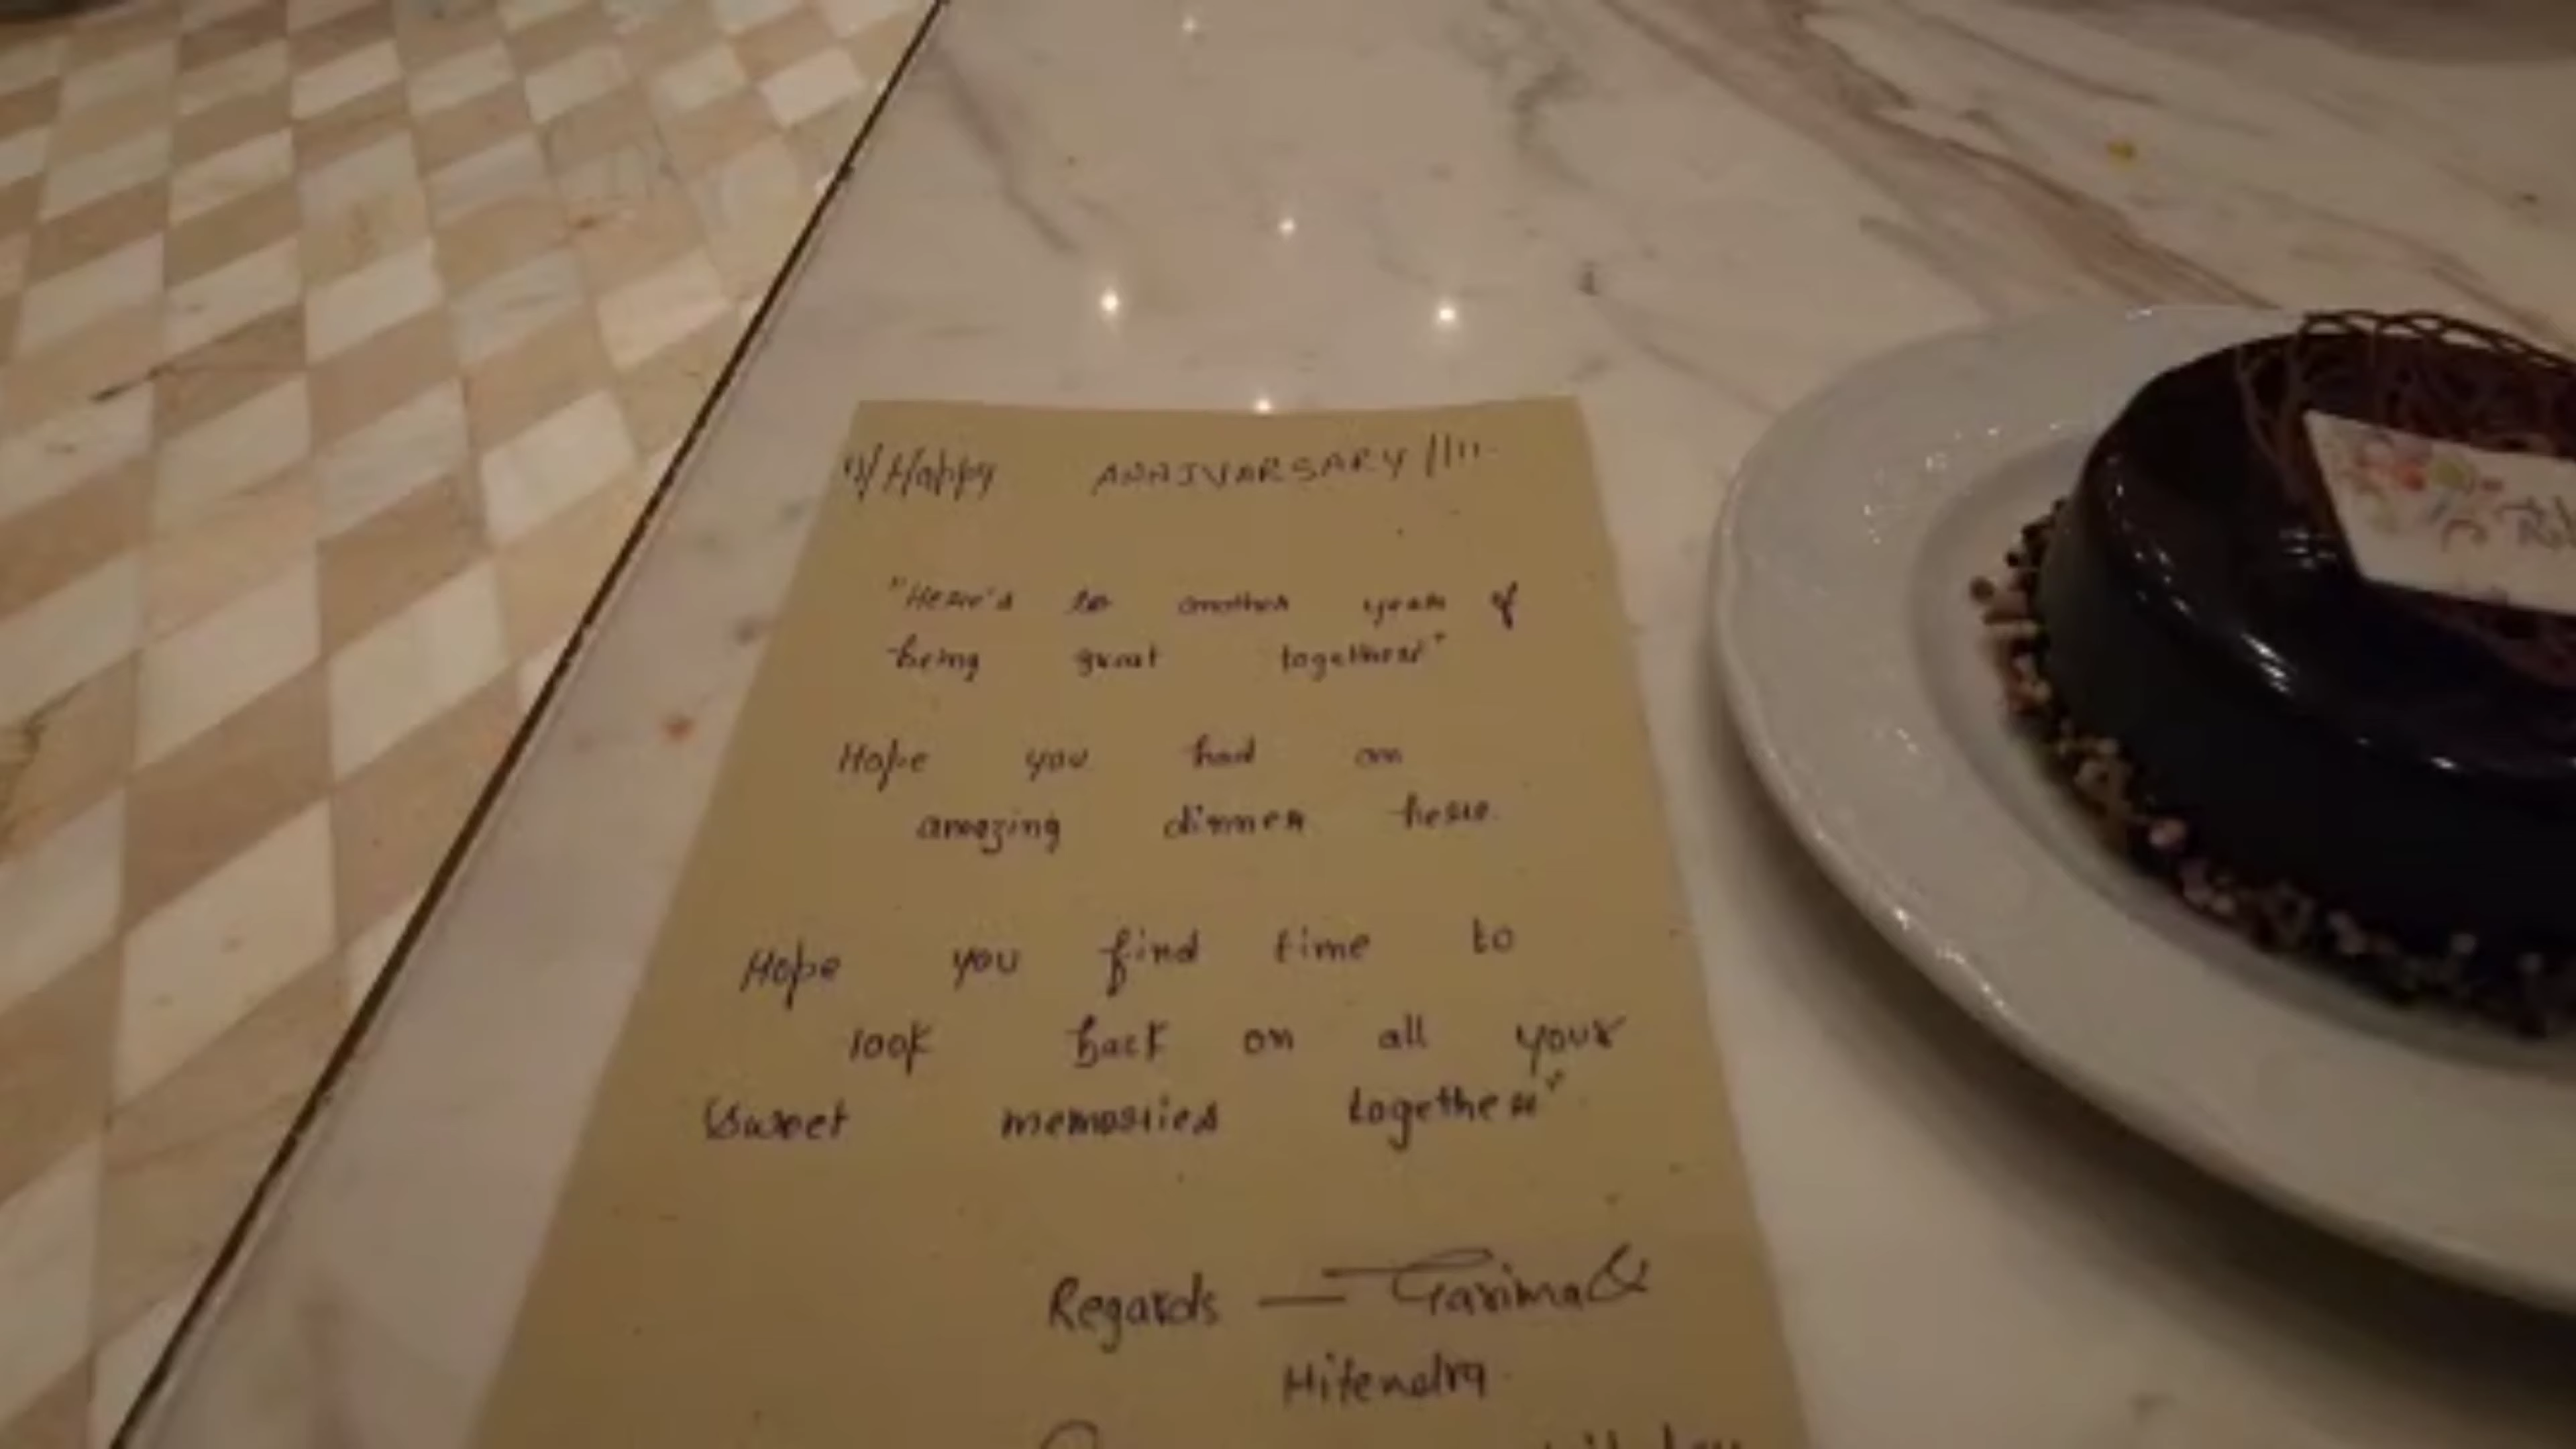 \\/ Happy ANNIVARSARY //11.
"Here's to another year of
being great together"
Hope you had an
amazing dinner here.
Hope you find time to
look back on all your
Sweet memories together"
Regards — Garima &
Hitendra.